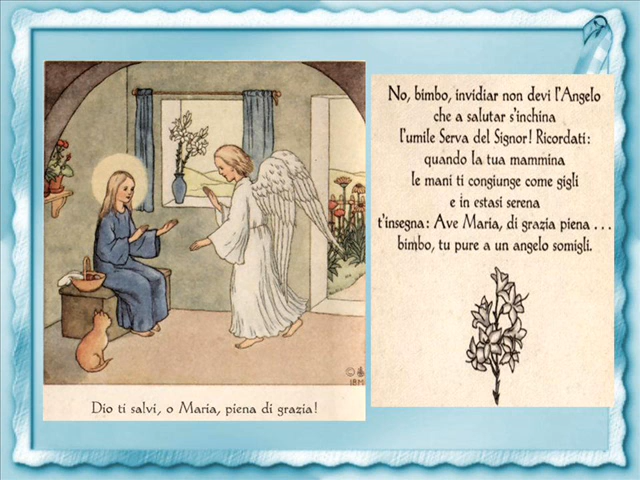 No, bimbo, invidiar non devi l'Angelo
che a salutar s'inchina
l'umile Serva del Signor! Ricordati:
quando la tua mammina
le mani ti congiunge come gigli
e in estasi serena
t'insegna: Ave Maria, di grazia piena . . .
bimbo, tu pure a un angelo somigli.
Dio ti salvi, o Maria, piena di grazia!